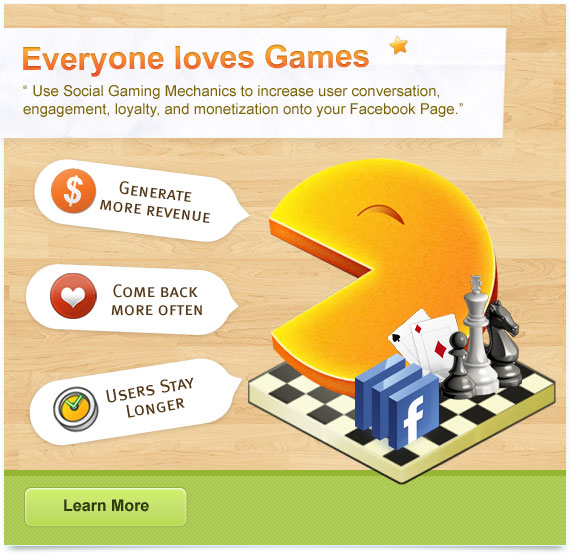 Everyone loves Games
“ Use Social Gaming Mechanics to increase user conversation,
engagement, loyalty, and monetization onto your Facebook Page.”
$
Generate
more revenue
Come back
more often
Users Stay
Longer
f
Learn More